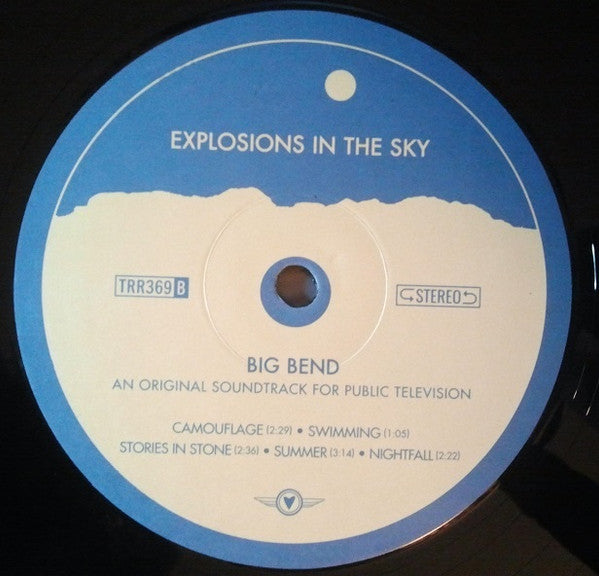 EXPLOSIONS IN THE SKY
TRR369 B
STEREO
BIG BEND
AN ORIGINAL SOUNDTRACK FOR PUBLIC TELEVISION
CAMOUFLAGE (2:29) • SWIMMING (1:05)
STORIES IN STONE (2:36) • SUMMER (3:14) • NIGHTFALL (2:22)